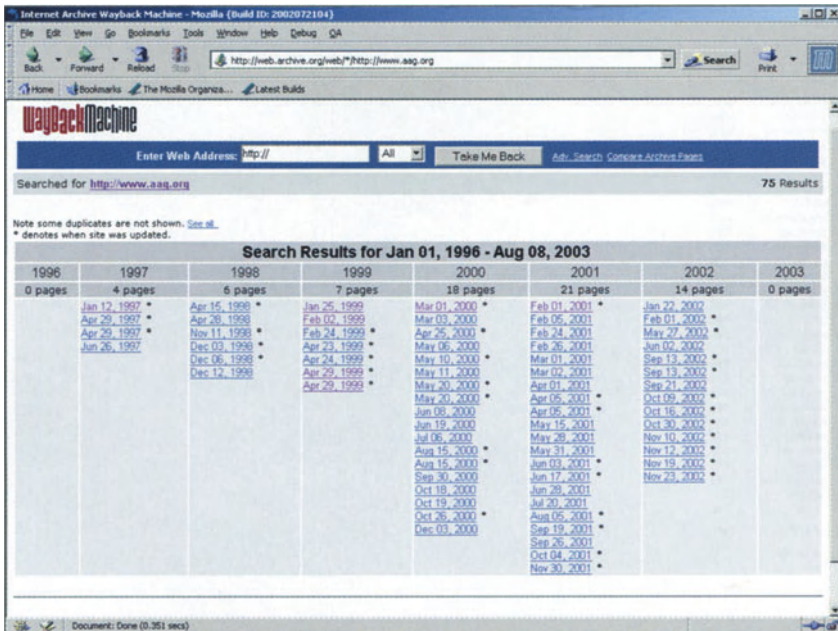 Internet Archive Wayback Machine - Mozilla {Build ID: 2002072104}
File Edit View Go Bookmarks Tools Window Help Debug QA
Back Forward Reload Stop http://web.archive.org/web/*/http://www.aag.org Search Print
Home Bookmarks The Mozilla Organiza... Latest Builds
WayBackMachine
Enter Web Address: http:// All Take Me Back Adv. Search Compare Archive Pages
Searched for http://www.aag.org 75 Results
Note some duplicates are not shown. See all.
* denotes when site was updated.
Search Results for Jan 01, 1996 - Aug 08, 2003
1996 1997 1998 1999 2000 2001 2002 2003
0 pages 4 pages 6 pages 7 pages 18 pages 21 pages 14 pages 0 pages
Jan 12, 1997 * Apr 15, 1998 * Jan 25, 1999 Mar 01, 2000 * Feb 01, 2001 * Jan 22, 2002
Apr 29, 1997 * Apr 28, 1998 Feb 02, 1999 Mar 03, 2000 Feb 05, 2001 Feb 01, 2002 *
Apr 29, 1997 * Nov 11, 1998 * Feb 24, 1999 * Apr 25, 2000 * Feb 24, 2001 May 27, 2002 *
Jun 26, 1997 Dec 03, 1998 * Apr 23, 1999 * May 06, 2000 Feb 26, 2001 Jun 02, 2002
Dec 06, 1998 * Apr 24, 1999 * May 10, 2000 * Mar 01, 2001 Sep 13, 2002 *
Dec 12, 1998 Apr 29, 1999 * May 11, 2000 Mar 02, 2001 Sep 13, 2002 *
Apr 29, 1999 * May 20, 2000 * Apr 01, 2001 Sep 21, 2002
May 20, 2000 * Apr 05, 2001 * Oct 09, 2002 *
Jun 08, 2000 Apr 05, 2001 * Oct 16, 2002 *
Jun 19, 2000 May 15, 2001 Oct 30, 2002 *
Jul 06, 2000 May 28, 2001 Nov 10, 2002 *
Aug 15, 2000 * May 31, 2001 Nov 12, 2002 *
Aug 15, 2000 * Jun 03, 2001 * Nov 19, 2002 *
Sep 30, 2000 Jun 17, 2001 * Nov 23, 2002 *
Oct 18, 2000 Jun 28, 2001
Oct 19, 2000 Jul 20, 2001
Oct 26, 2000 * Aug 05, 2001 *
Dec 03, 2000 Sep 19, 2001 *
Sep 26, 2001
Oct 04, 2001 *
Nov 30, 2001 *
Document: Done (0.351 secs)